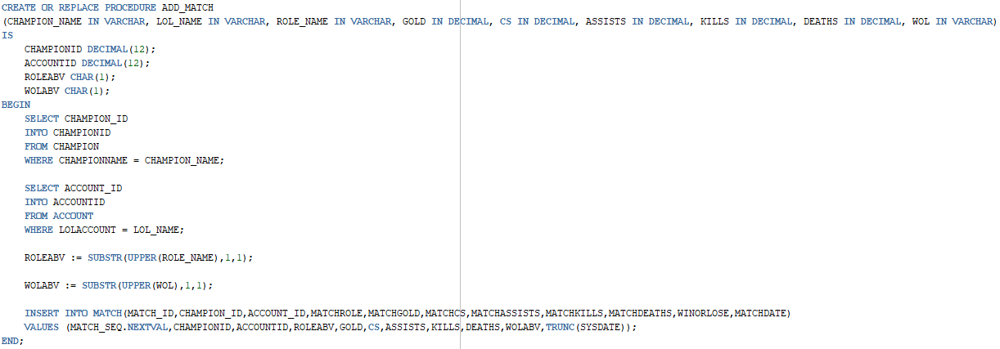 CREATE OR REPLACE PROCEDURE ADD_MATCH
(CHAMPION_NAME IN VARCHAR, LOL_NAME IN VARCHAR, ROLE_NAME IN VARCHAR, GOLD IN DECIMAL, CS IN DECIMAL, ASSISTS IN DECIMAL, KILLS IN DECIMAL, DEATHS IN DECIMAL, WOL IN VARCHAR)
IS
    CHAMPIONID DECIMAL(12);
    ACCOUNTID DECIMAL(12);
    ROLEABV CHAR(1);
    WOLABV CHAR(1);
BEGIN
    SELECT CHAMPION_ID
    INTO CHAMPIONID
    FROM CHAMPION
    WHERE CHAMPIONNAME = CHAMPION_NAME;

    SELECT ACCOUNT_ID
    INTO ACCOUNTID
    FROM ACCOUNT
    WHERE LOLACCOUNT = LOL_NAME;

    ROLEABV := SUBSTR(UPPER(ROLE_NAME),1,1);

    WOLABV := SUBSTR(UPPER(WOL),1,1);

    INSERT INTO MATCH(MATCH_ID,CHAMPION_ID,ACCOUNT_ID,MATCHROLE,MATCHGOLD,MATCHCS,MATCHASSISTS,MATCHKILLS,MATCHDEATHS,WINORLOSE,MATCHDATE)
    VALUES (MATCH_SEQ.NEXTVAL,CHAMPIONID,ACCOUNTID,ROLEABV,GOLD,CS,ASSISTS,KILLS,DEATHS,WOLABV,TRUNC(SYSDATE));
END;